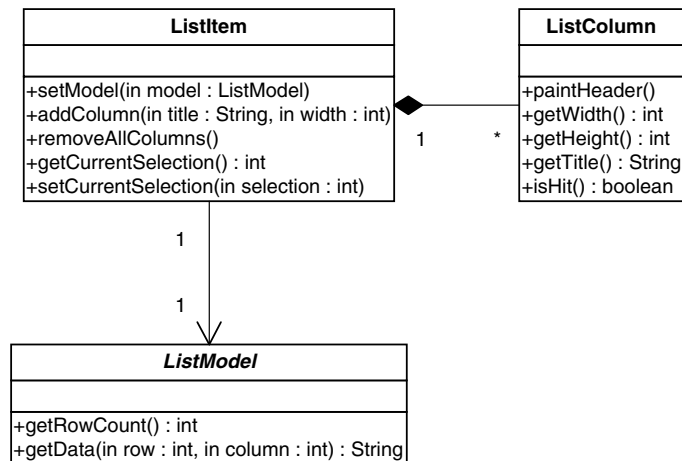 ListItem
+setModel(in model : ListModel)
+addColumn(in title : String, in width : int)
+removeAllColumns()
+getCurrentSelection() : int
+setCurrentSelection(in selection : int)
ListColumn
+paintHeader()
+getWidth() : int
+getHeight() : int
+getTitle() : String
+isHit() : boolean
1
*
1
1
ListModel
+getRowCount() : int
+getData(in row : int, in column : int) : String